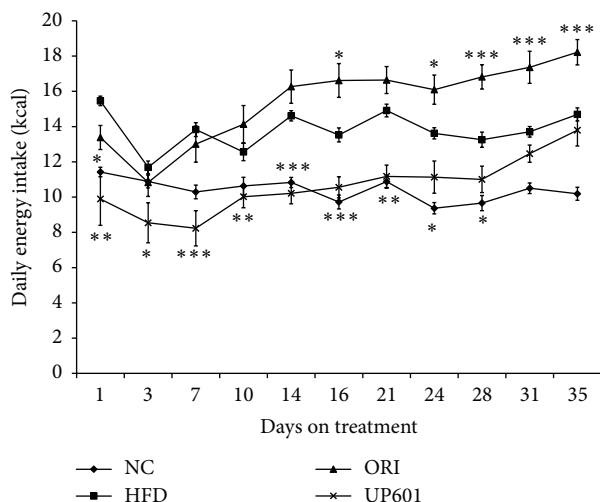 20
18
16
14
12
10
8
6
4
2
0
Daily energy intake (kcal)
*** *** ***
* *
***
*
** *** ** * *
** * ***
1 3 7 10 14 16 21 24 28 31 35
Days on treatment
NC ORI
HFD UP601